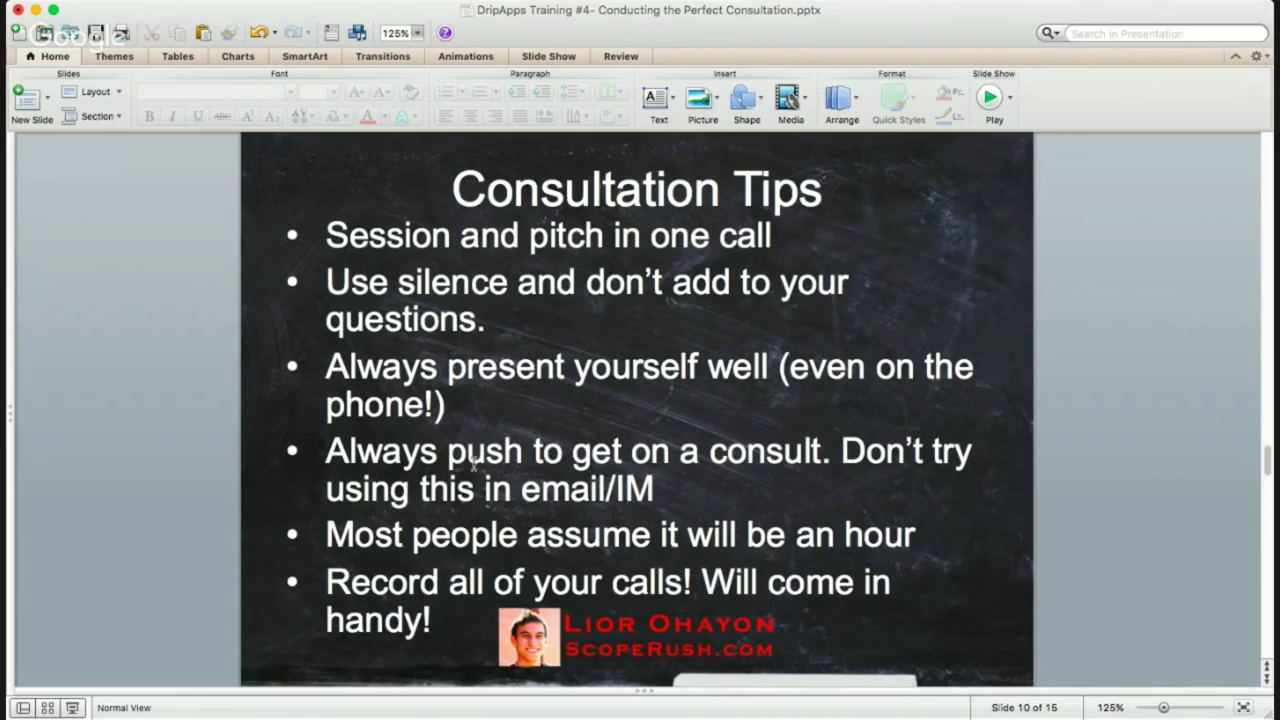 DripApps Training #4- Conducting the Perfect Consultation.pptx
Google
125%
Search in Presentation
Home Themes Tables Charts SmartArt Transitions Animations Slide Show Review
Slides Font Paragraph Insert Format Slide Show
Layout
Section
New Slide
Text Picture Shape Media Arrange Quick Styles Play
Consultation Tips
• Session and pitch in one call
• Use silence and don’t add to your
questions.
• Always present yourself well (even on the
phone!)
• Always push to get on a consult. Don’t try
using this in email/IM
• Most people assume it will be an hour
• Record all of your calls! Will come in
handy!
Lior Ohayon
ScopeRush.com
Normal View Slide 10 of 15 125%